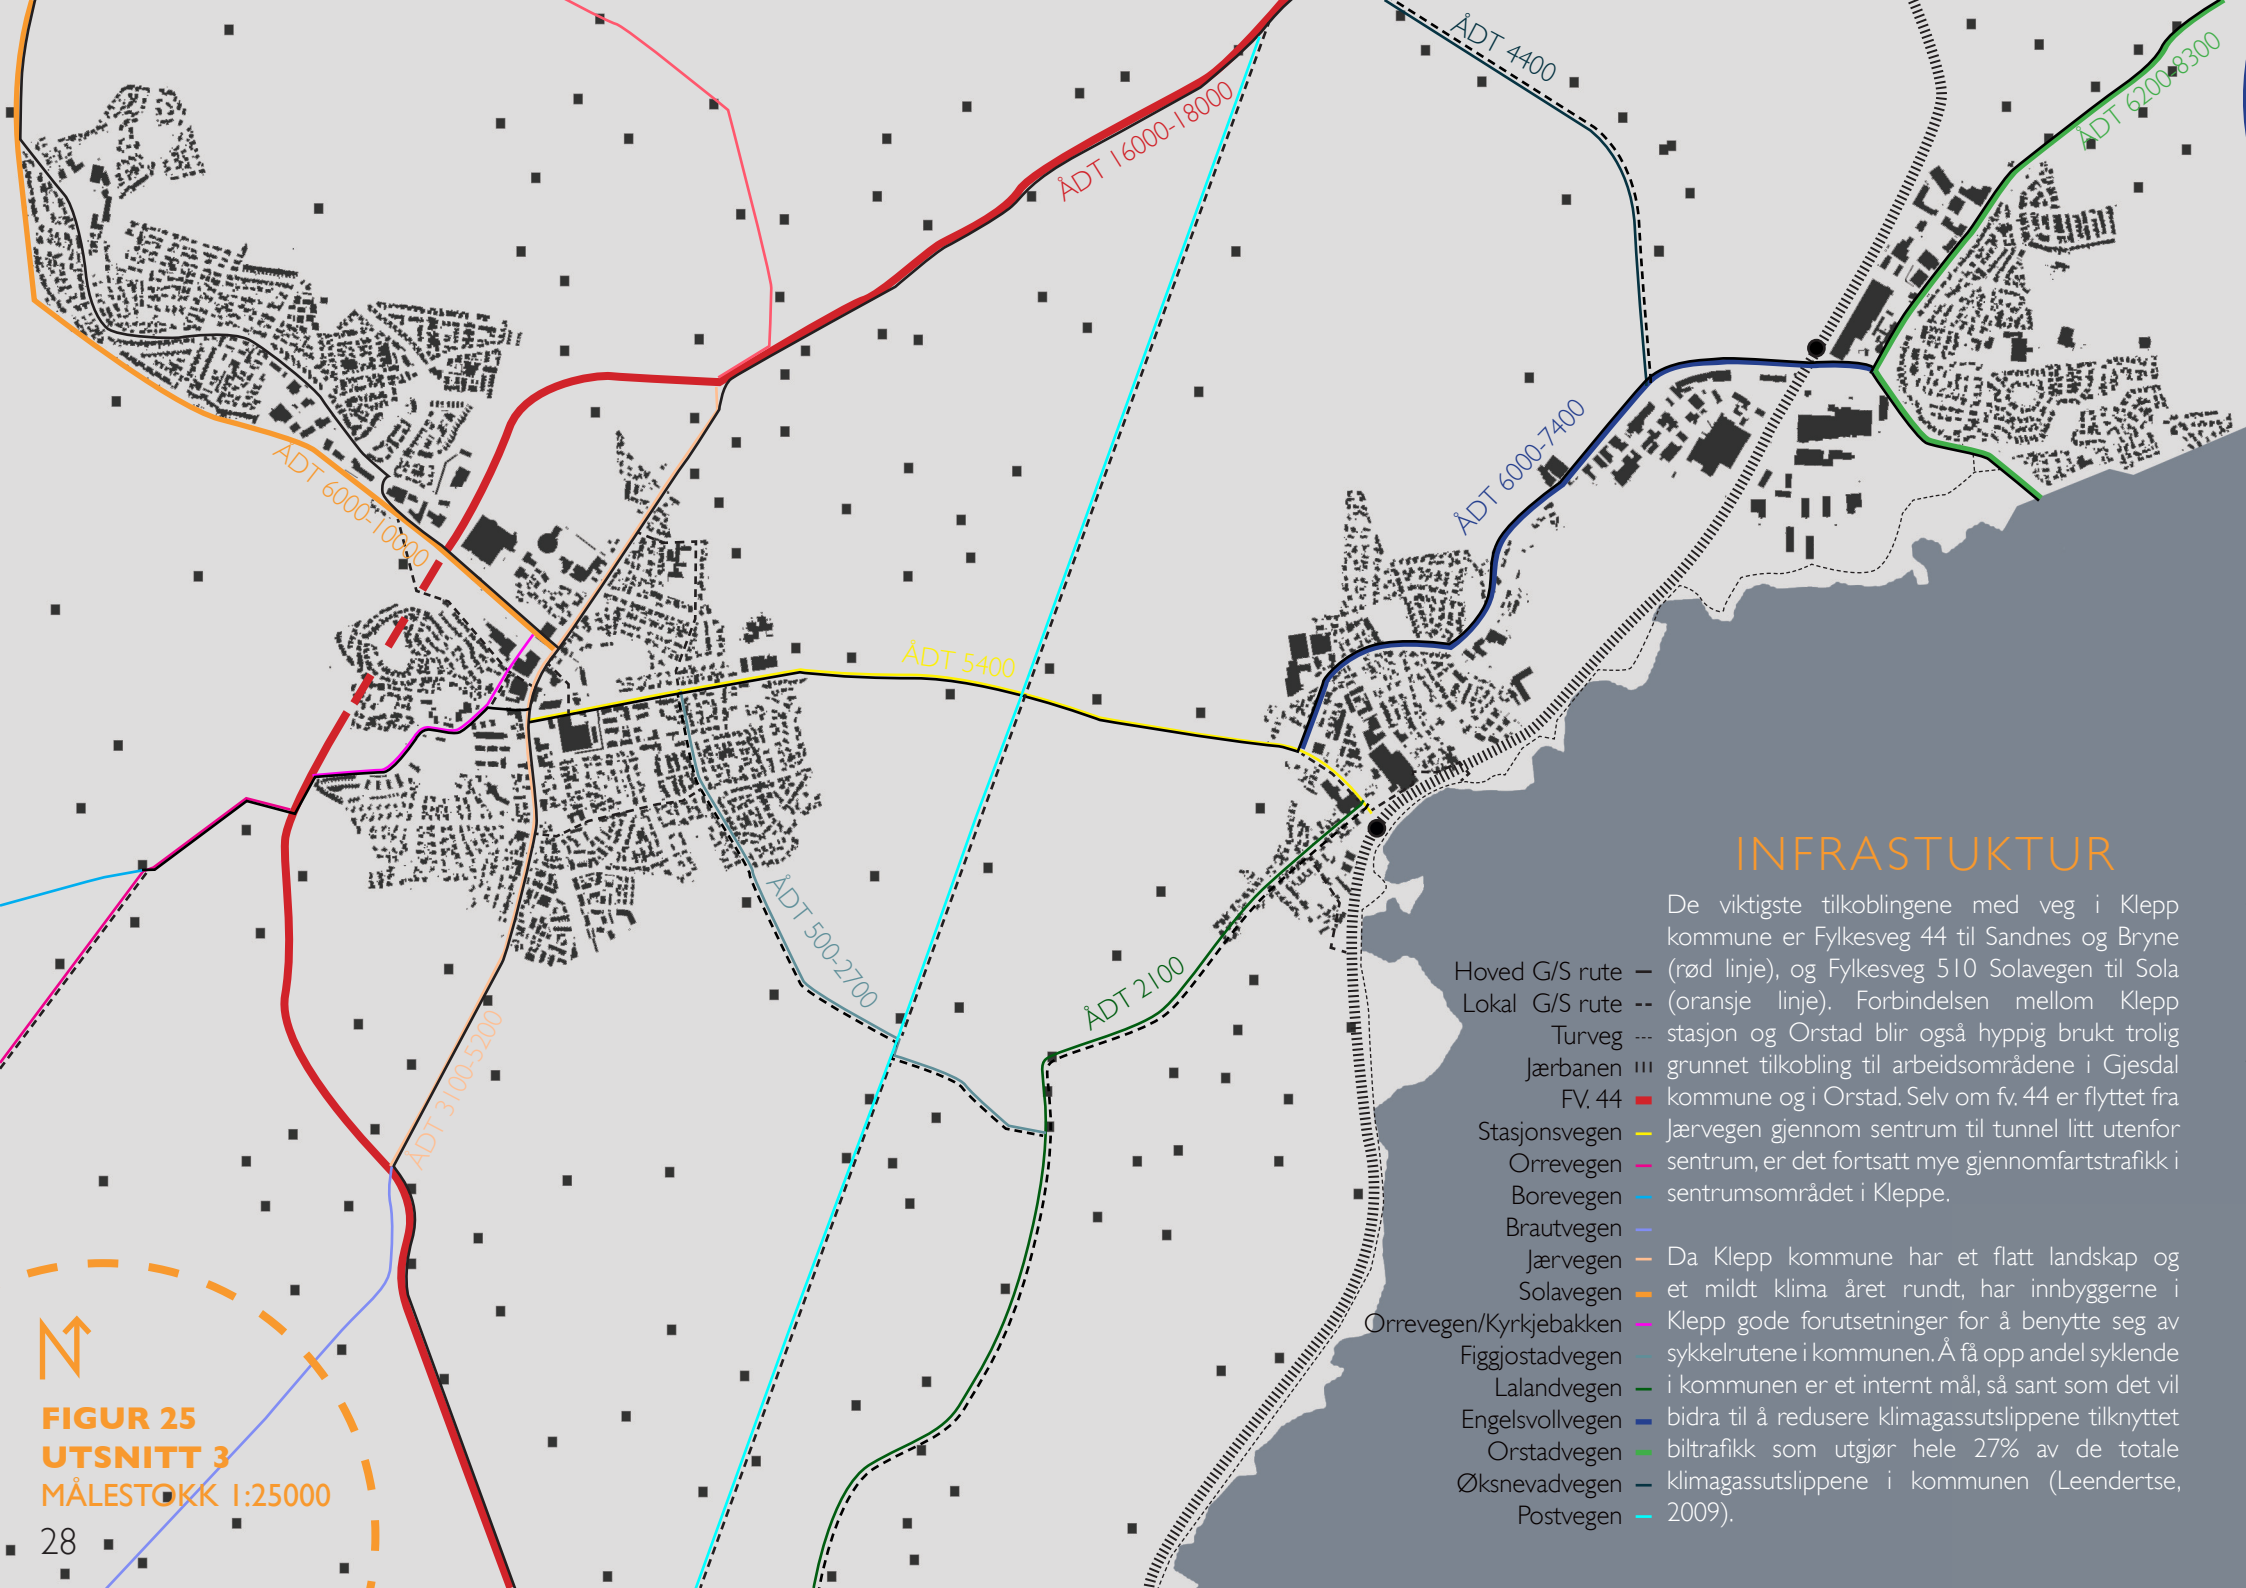 ÅDT 4400
ÅDT 6200-8300
ÅDT 16000-18000
ÅDT 6000-10000
ÅDT 6000-7400
ÅDT 5400
ÅDT 500-2700
ÅDT 2100
ÅDT 3100-5200
INFRASTUKTUR
De viktigste tilkoblingene med veg i Klepp
kommune er Fylkesveg 44 til Sandnes og Bryne
(rød linje), og Fylkesveg 510 Solavegen til Sola
(oransje linje). Forbindelsen mellom Klepp
stasjon og Orstad blir også hyppig brukt trolig
grunnet tilkobling til arbeidsområdene i Gjesdal
kommune og i Orstad. Selv om fv. 44 er flyttet fra
Jærvegen gjennom sentrum til tunnel litt utenfor
sentrum, er det fortsatt mye gjennomfartstrafikk i
sentrumsområdet i Kleppe.
Da Klepp kommune har et flatt landskap og
et mildt klima året rundt, har innbyggerne i
Klepp gode forutsetninger for å benytte seg av
sykkelrutene i kommunen. Å få opp andel syklende
i kommunen er et internt mål, så sant som det vil
bidra til å redusere klimagassutslippene tilknyttet
biltrafikk som utgjør hele 27% av de totale
klimagassutslippene i kommunen (Leendertse,
2009).
Hoved G/S rute
Lokal G/S rute
Turveg
Jærbanen
FV. 44
Stasjonsvegen
Orrevegen
Borevegen
Brautvegen
Jærvegen
Solavegen
Orrevegen/Kyrkjebakken
Figgjostadvegen
Lalandvegen
Engelsvollvegen
Orstadvegen
Øksnevadvegen
Postvegen
N
FIGUR 25
UTSNITT 3
MÅLESTOKK 1:25000
28